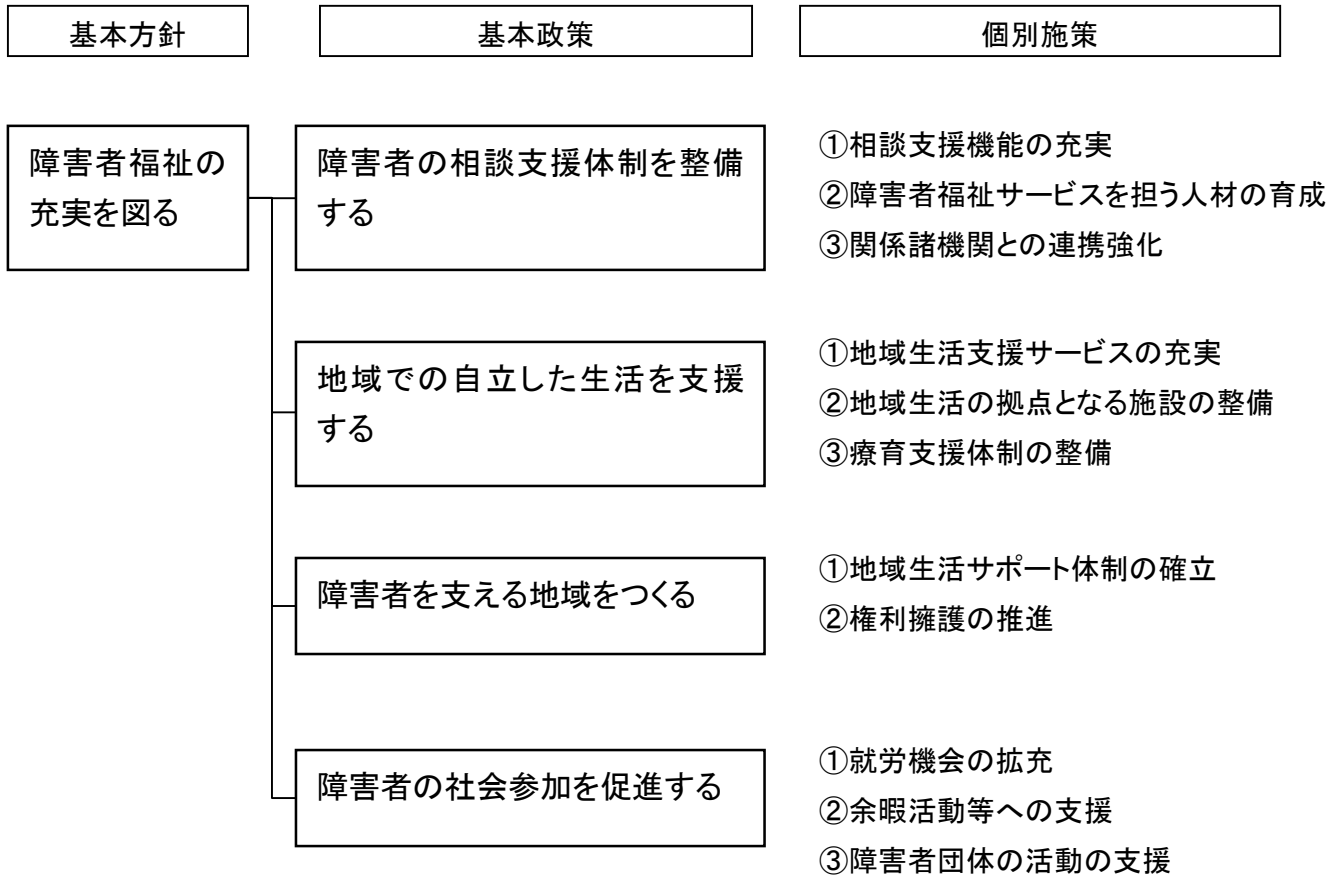 基本方針
基本政策
個別施策
障害者福祉の
充実を図る
障害者の相談支援体制を整備
する
①相談支援機能の充実
②障害者福祉サービスを担う人材の育成
③関係諸機関との連携強化
地域での自立した生活を支援
する
①地域生活支援サービスの充実
②地域生活の拠点となる施設の整備
③療育支援体制の整備
障害者を支える地域をつくる
①地域生活サポート体制の確立
②権利擁護の推進
障害者の社会参加を促進する
①就労機会の拡充
②余暇活動等への支援
③障害者団体の活動の支援